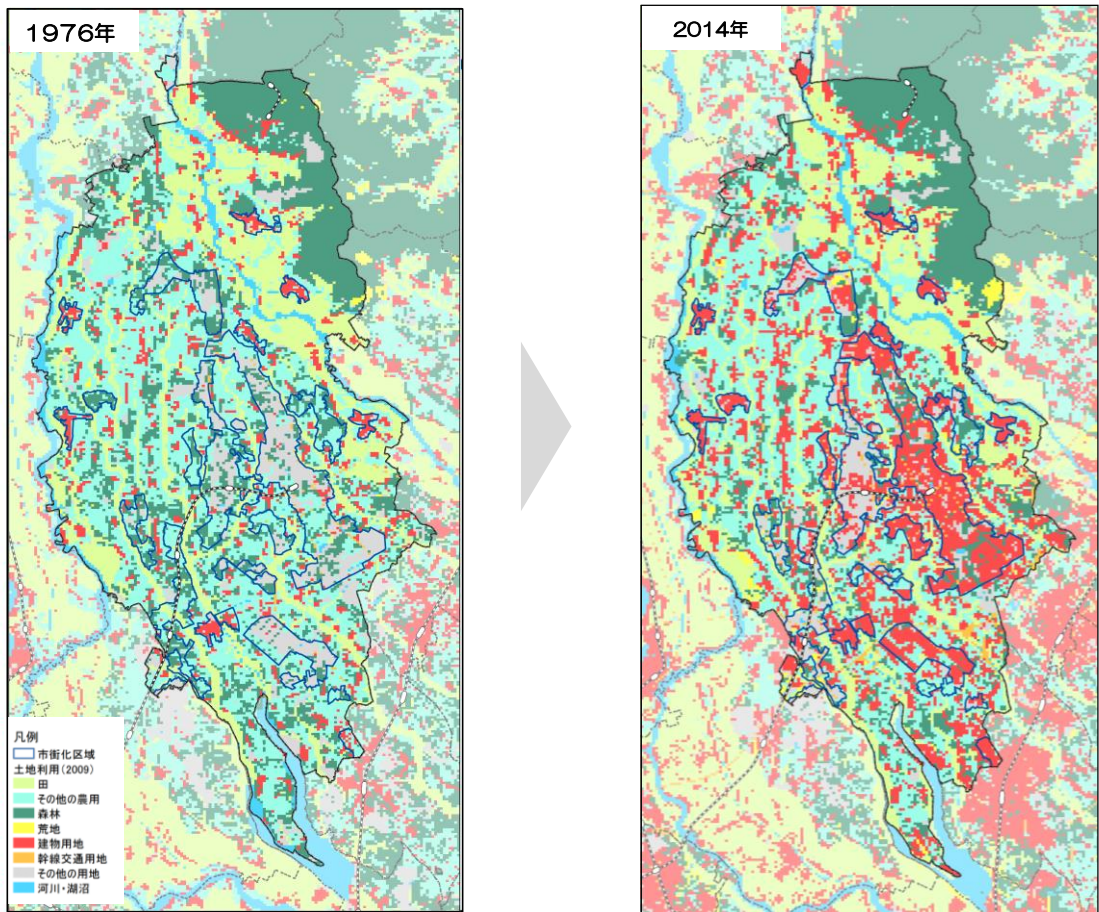 1976年
2014年
凡例
市街化区域
土地利用(2009)
田
その他の農用
森林
荒地
建物用地
幹線交通用地
その他の用地
河川・湖沼